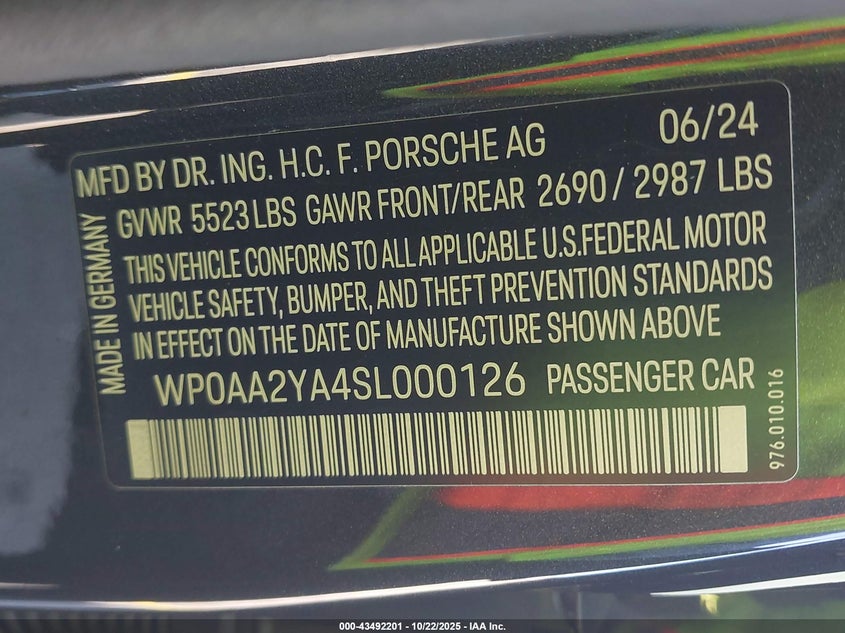 MFD BY DR. ING. H.C. F. PORSCHE AG 06/24
GVWR 5523 LBS GAWR FRONT/REAR 2690 / 2987 LBS
THIS VEHICLE CONFORMS TO ALL APPLICABLE U.S.FEDERAL MOTOR
VEHICLE SAFETY, BUMPER, AND THEFT PREVENTION STANDARDS
IN EFFECT ON THE DATE OF MANUFACTURE SHOWN ABOVE
WP0AA2YA4SL000126 PASSENGER CAR
MADE IN GERMANY
976.010.016
000-43492201 - 10/22/2025 - IAA Inc.